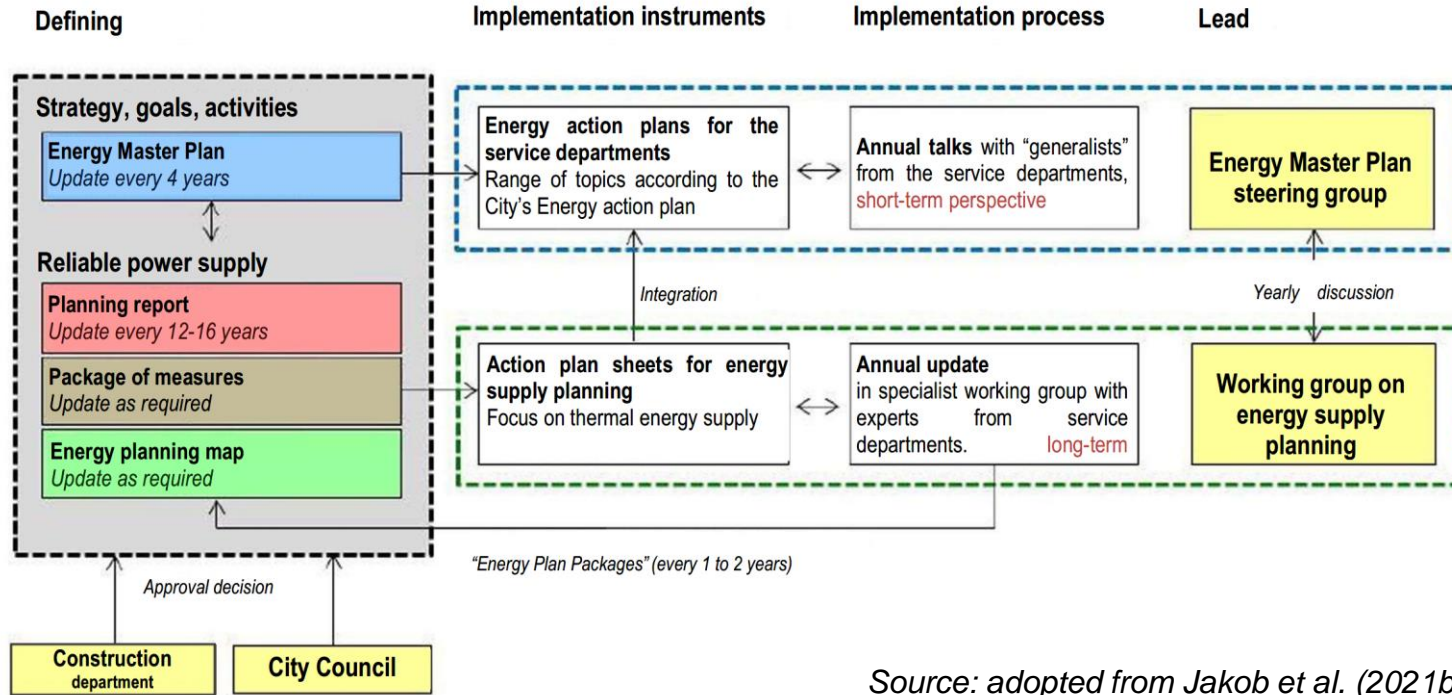 Defining
Implementation instruments
Implementation process
Lead
Strategy, goals, activities
Energy Master Plan
Update every 4 years
Reliable power supply
Planning report
Update every 12-16 years
Package of measures
Update as required
Energy planning map
Update as required
Energy action plans for the
service departments
Range of topics according to the
City's Energy action plan
Annual talks with “generalists”
from the service departments,
short-term perspective
Energy Master Plan
steering group
Integration
Yearly discussion
Action plan sheets for energy
supply planning
Focus on thermal energy supply
Annual update
in specialist working group with
experts from service
departments. long-term
Working group on
energy supply
planning
“Energy Plan Packages” (every 1 to 2 years)
Approval decision
Construction
department
City Council
Source: adopted from Jakob et al. (2021b